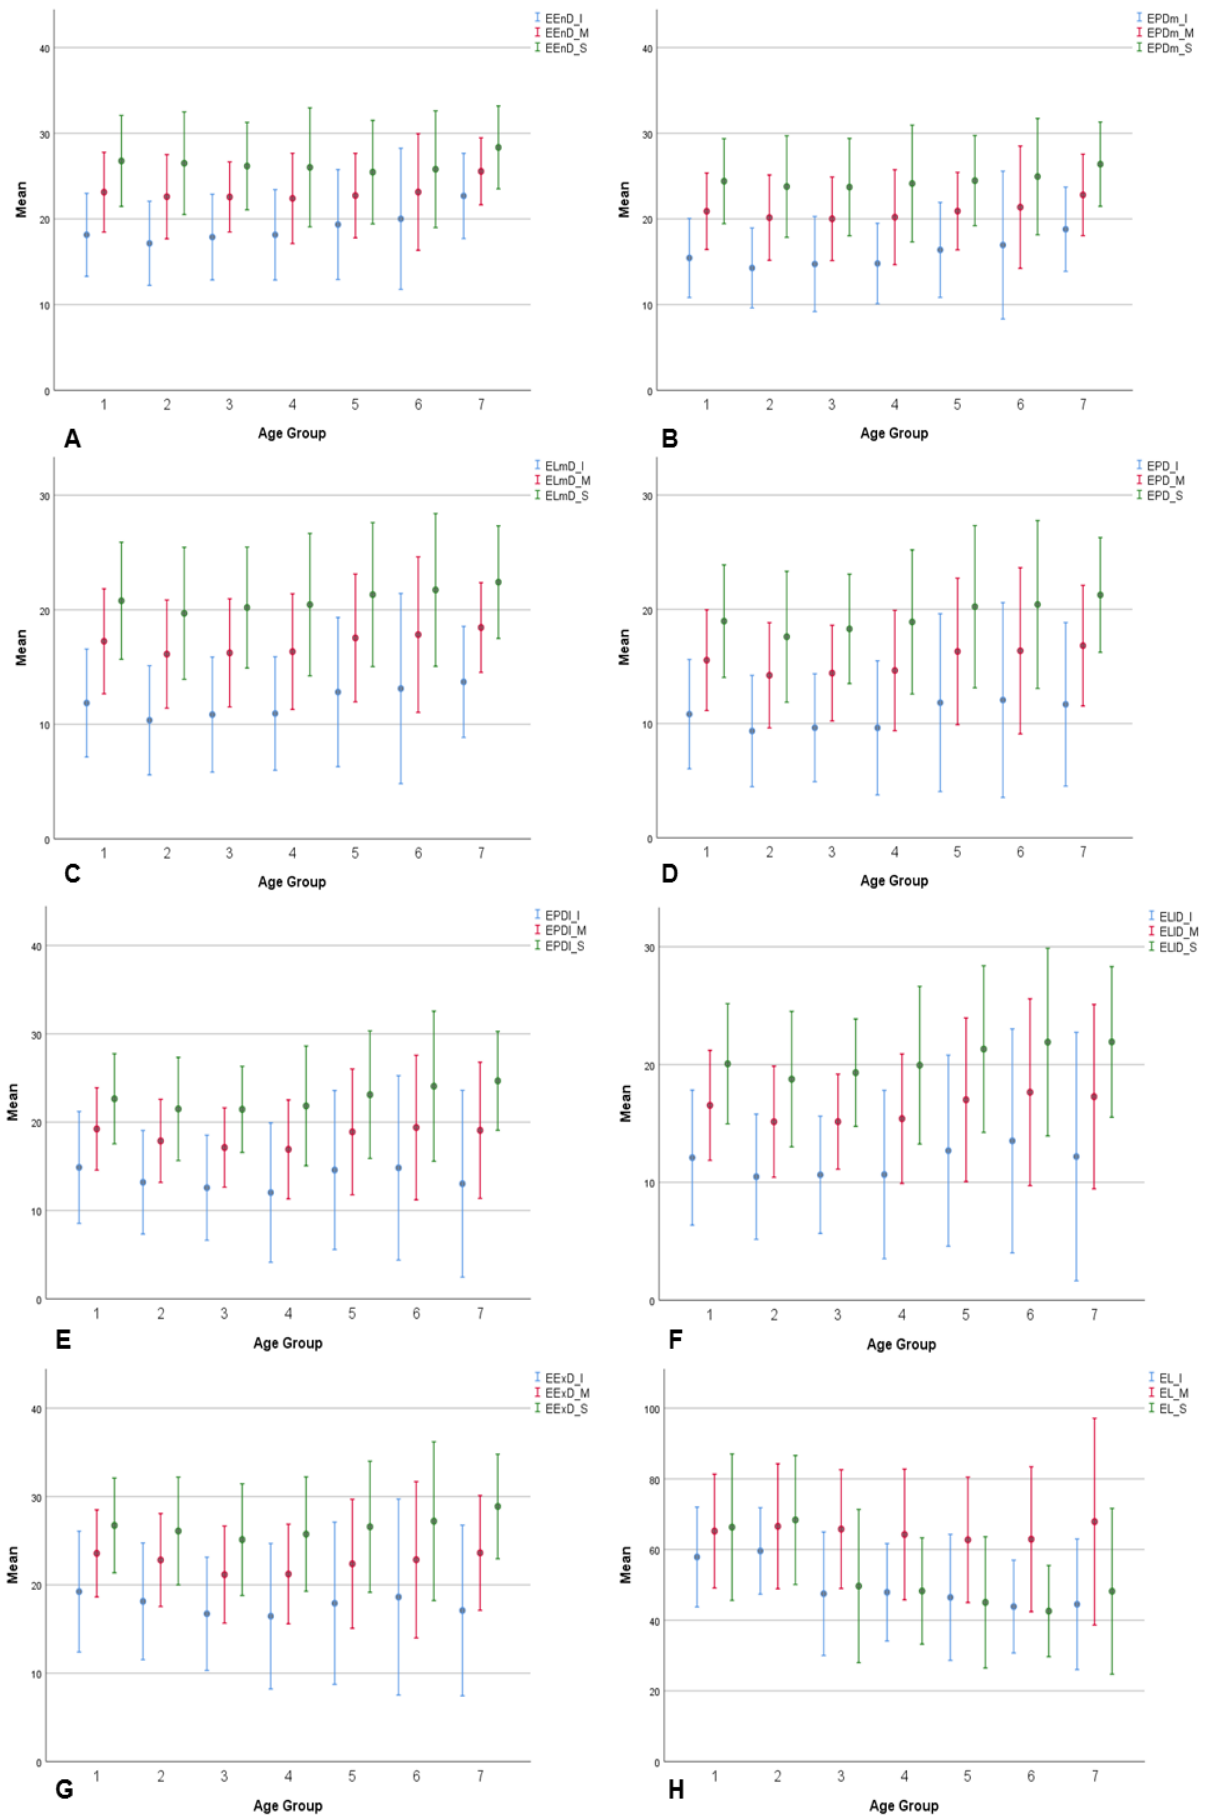 EEnD_I
EEnD_M
EEnD_S
40
30
20
10
0
Mean
1 2 3 4 5 6 7
Age Group
A
EPDm_I
EPDm_M
EPDm_S
40
30
20
10
0
Mean
1 2 3 4 5 6 7
Age Group
B
ELmD_I
ELmD_M
ELmD_S
30
20
10
0
Mean
1 2 3 4 5 6 7
Age Group
C
EPD_I
EPD_M
EPD_S
30
20
10
0
Mean
1 2 3 4 5 6 7
Age Group
D
EPDl_I
EPDl_M
EPDl_S
40
30
20
10
0
Mean
1 2 3 4 5 6 7
Age Group
E
ELlD_I
ELlD_M
ELlD_S
30
20
10
0
Mean
1 2 3 4 5 6 7
Age Group
F
EExD_I
EExD_M
EExD_S
40
30
20
10
0
Mean
1 2 3 4 5 6 7
Age Group
G
EL_I
EL_M
EL_S
100
80
60
40
20
0
Mean
1 2 3 4 5 6 7
Age Group
H